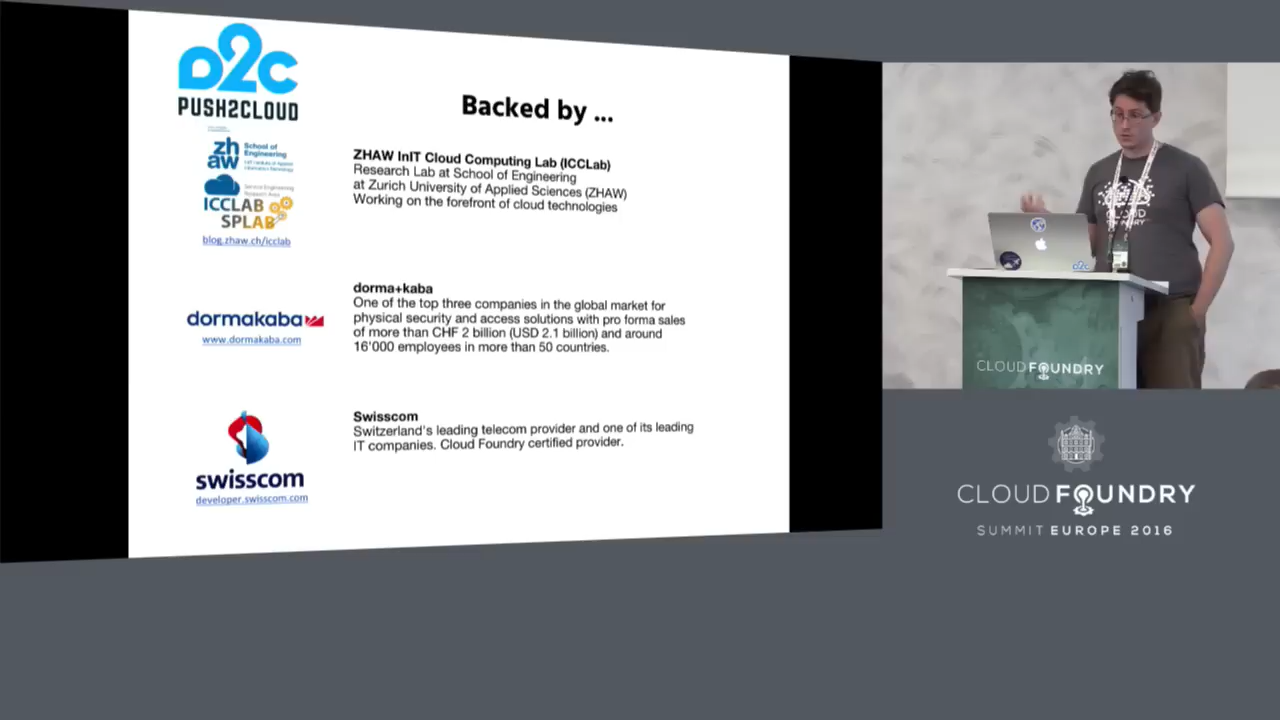 P2C
PUSH2CLOUD
Backed by ...
zhaw
School of
Engineering
ICCLAB
SPLAB
blog.zhaw.ch/icclab
ZHAW InIT Cloud Computing Lab (ICCLab)
Research Lab at School of Engineering
at Zurich University of Applied Sciences (ZHAW)
Working on the forefront of cloud technologies
dormakaba
www.dormakaba.com
dorma+kaba
One of the top three companies in the global market for
physical security and access solutions with pro forma sales
of more than CHF 2 billion (USD 2.1 billion) and around
16'000 employees in more than 50 countries.
swisscom
developer.swisscom.com
Swisscom
Switzerland's leading telecom provider and one of its leading
IT companies. Cloud Foundry certified provider.
CLOUD
P2C
CLOUD FOUNDRY
CLOUD FOUNDRY
SUMMIT EUROPE 2016